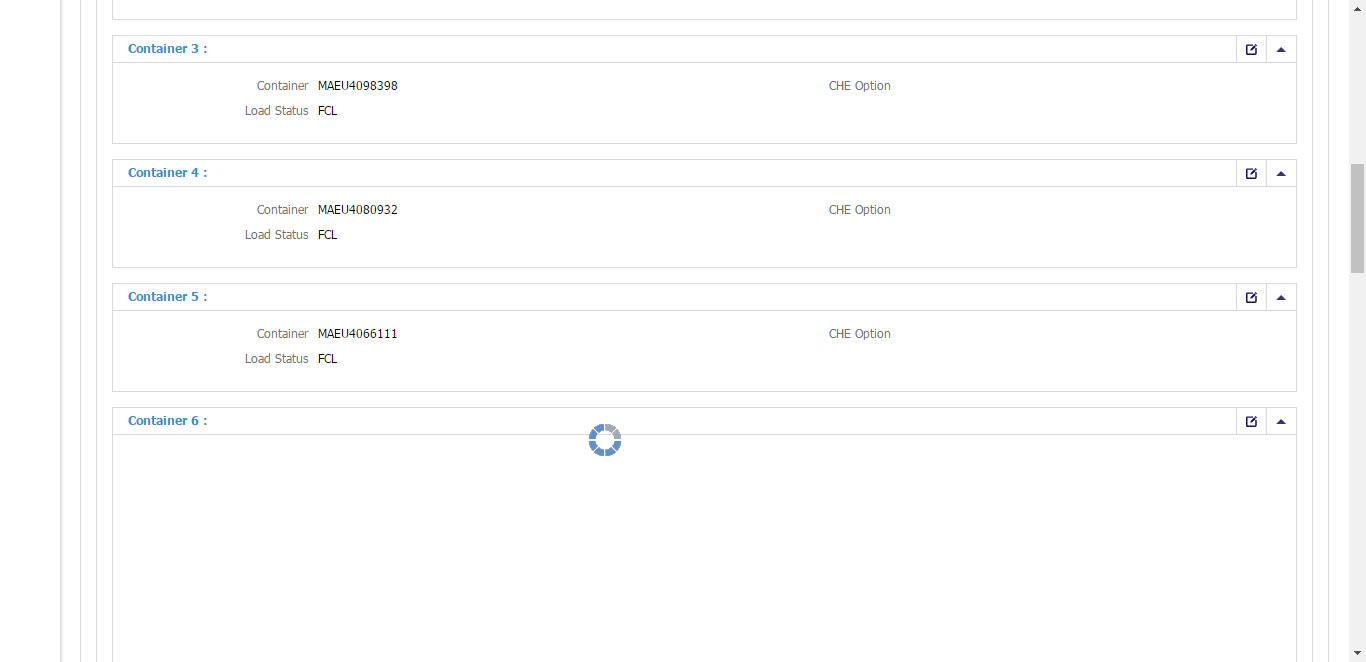 Container 3 :
Container MAEU4098398 CHE Option
Load Status FCL
Container 4 :
Container MAEU4080932 CHE Option
Load Status FCL
Container 5 :
Container MAEU4066111 CHE Option
Load Status FCL
Container 6 :